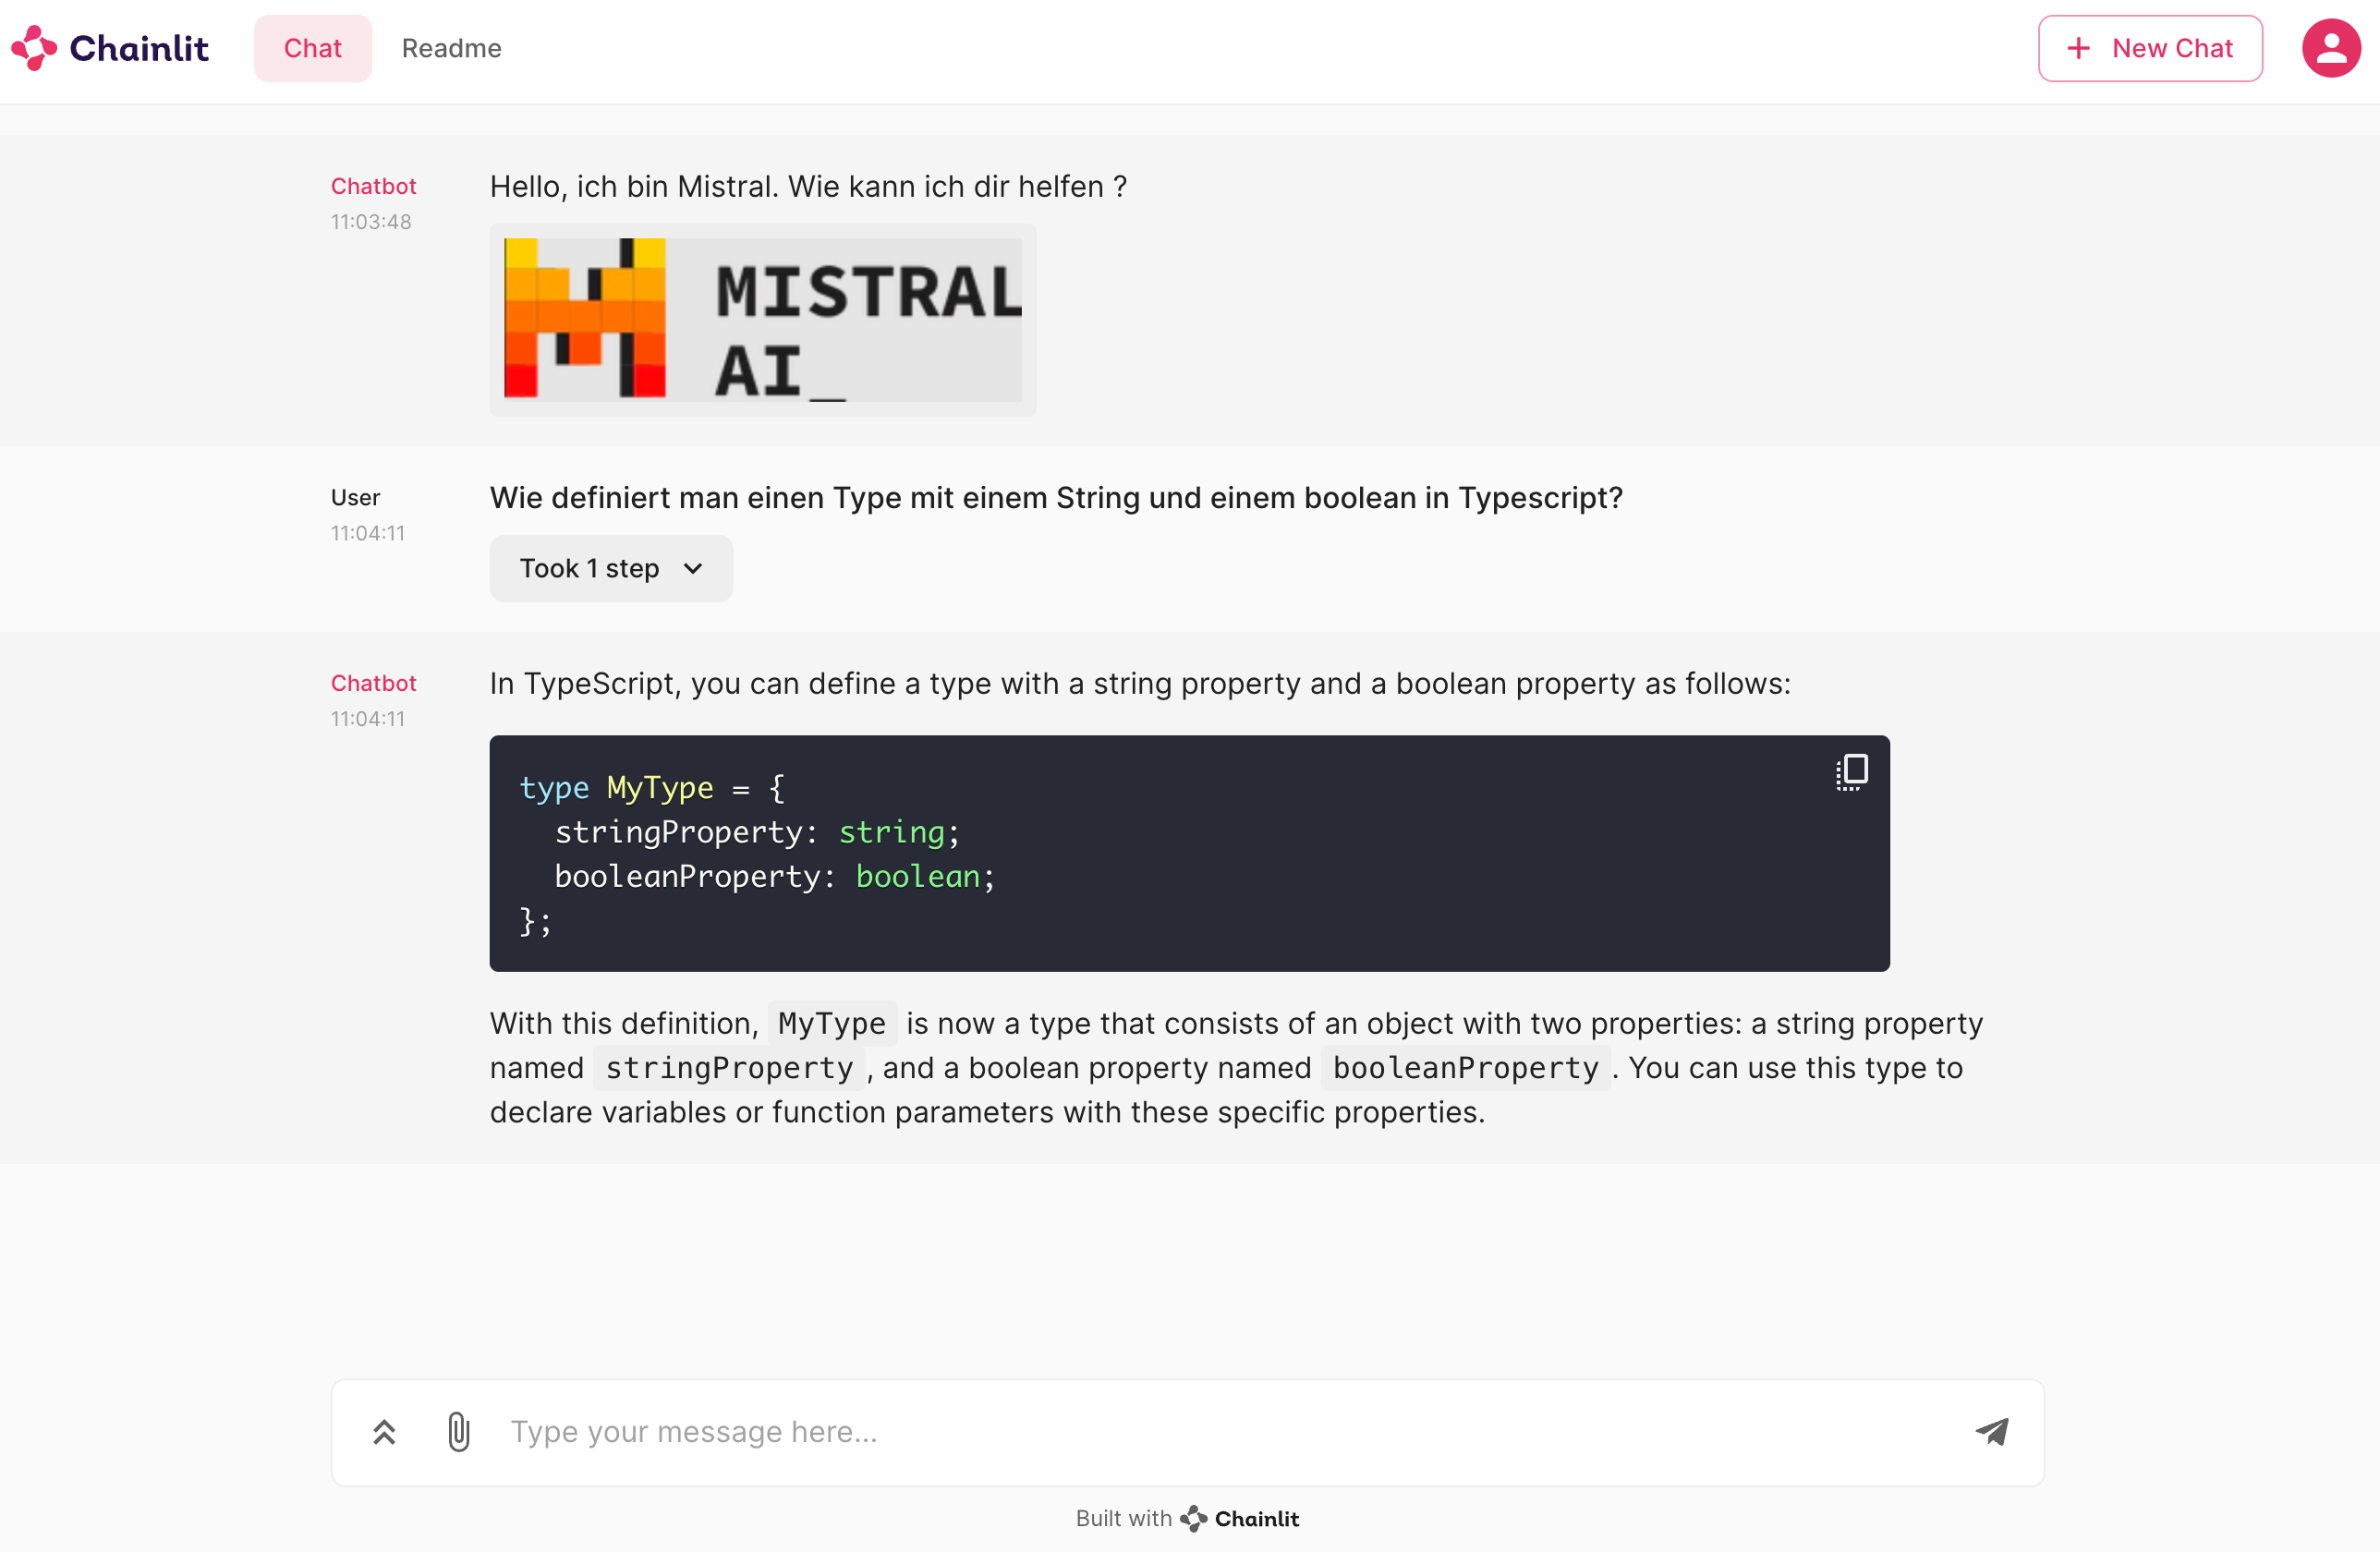 Chainlit Chat Readme + New Chat
Chatbot Hello, ich bin Mistral. Wie kann ich dir helfen ?
11:03:48
MISTRAL
AI_
User Wie definiert man einen Type mit einem String und einem boolean in Typescript?
11:04:11
Took 1 step
Chatbot In TypeScript, you can define a type with a string property and a boolean property as follows:
11:04:11
type MyType = {
  stringProperty: string;
  booleanProperty: boolean;
};
With this definition, MyType is now a type that consists of an object with two properties: a string property
named stringProperty, and a boolean property named booleanProperty. You can use this type to
declare variables or function parameters with these specific properties.
Type your message here...
Built with Chainlit